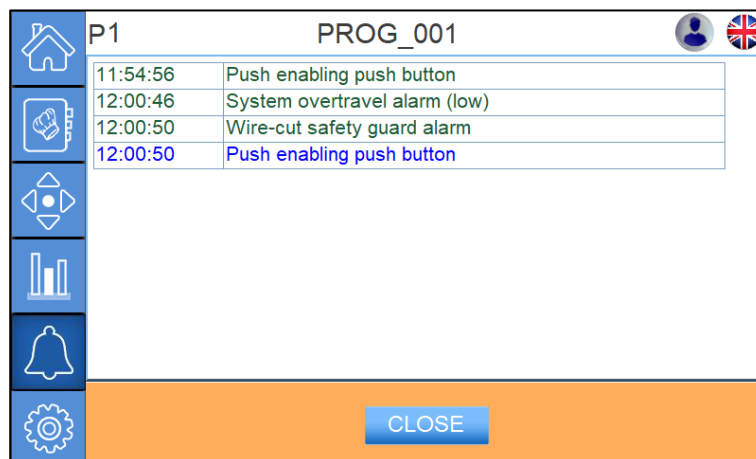 P1 PROG_001
11:54:56 Push enabling push button
12:00:46 System overtravel alarm (low)
12:00:50 Wire-cut safety guard alarm
12:00:50 Push enabling push button
CLOSE